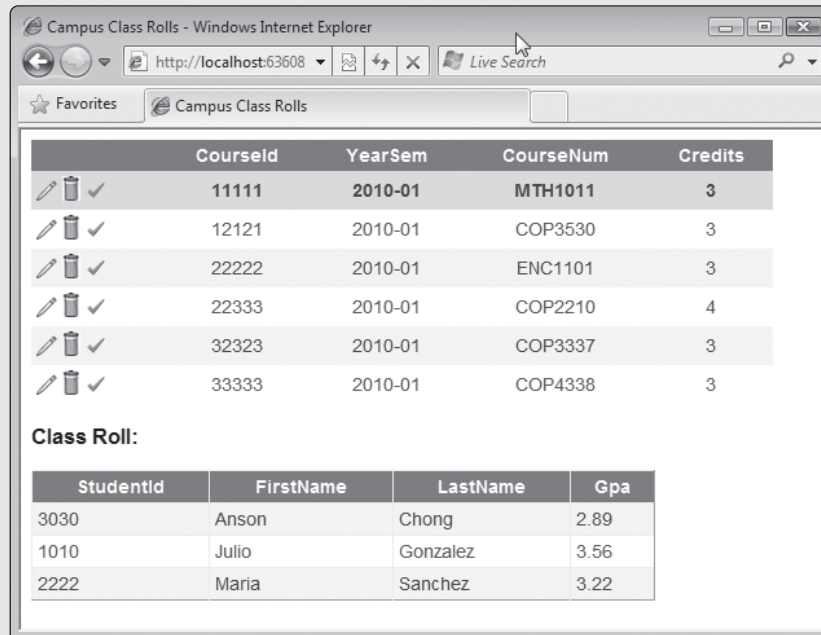 Campus Class Rolls - Windows Internet Explorer
http://localhost:63608 Live Search
Favorites Campus Class Rolls
CourseId YearSem CourseNum Credits
11111 2010-01 MTH1011 3
12121 2010-01 COP3530 3
22222 2010-01 ENC1101 3
22333 2010-01 COP2210 4
32323 2010-01 COP3337 3
33333 2010-01 COP4338 3
Class Roll:
StudentId FirstName LastName Gpa
3030 Anson Chong 2.89
1010 Julio Gonzalez 3.56
2222 Maria Sanchez 3.22